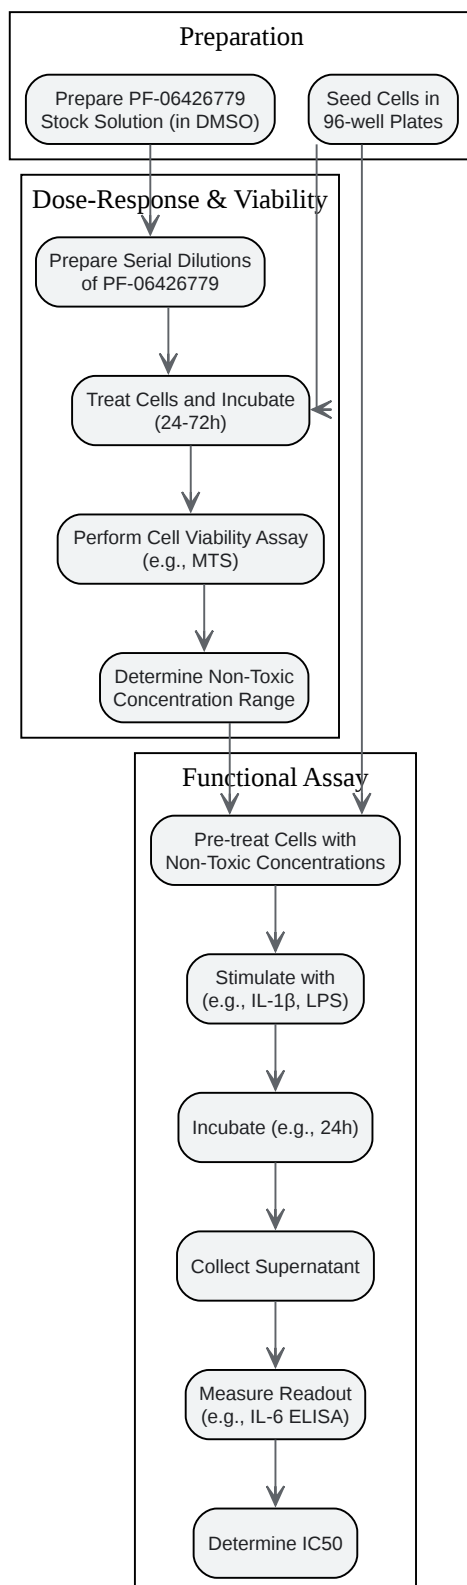 Preparation
Prepare PF-06426779
Stock Solution (in DMSO)
Seed Cells in
96-well Plates
Dose-Response & Viability
Prepare Serial Dilutions
of PF-06426779
Treat Cells and Incubate
(24-72h)
Perform Cell Viability Assay
(e.g., MTS)
Determine Non-Toxic
Concentration Range
Functional Assay
Pre-treat Cells with
Non-Toxic Concentrations
Stimulate with
(e.g., IL-1β, LPS)
Incubate (e.g., 24h)
Collect Supernatant
Measure Readout
(e.g., IL-6 ELISA)
Determine IC50